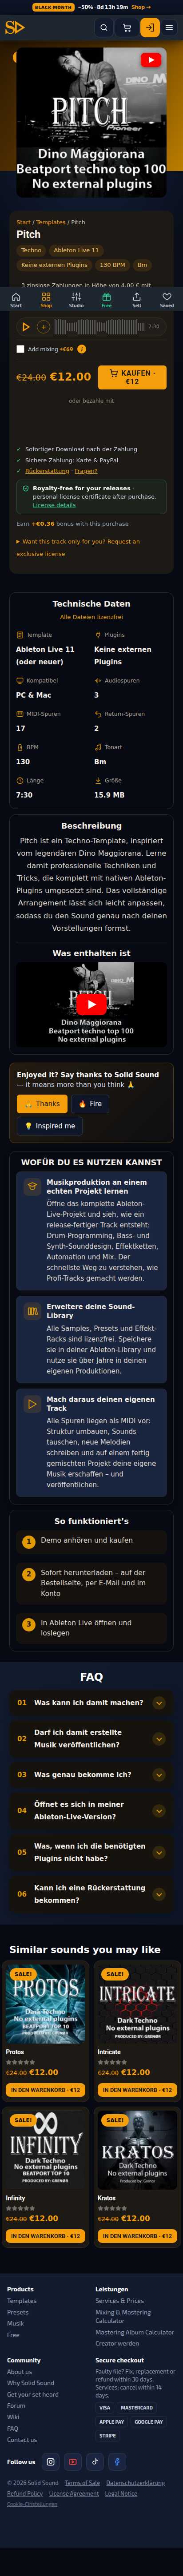 BLACK MONTH -50% · 8d 13h 19m Shop →
PITCH
Pioneer
Dino Maggiorana
Beatport techno top 100
No external plugins
Start / Templates / Pitch
Pitch
Techno Ableton Live 11
Keine externen Plugins 130 BPM Bm
3 zinslose Zahlungen in Höhe von 4,00 € mit
Start Shop Studio Free Sell Saved
7:30
Add mixing +€69 i
€24.00 €12.00 KAUFEN · €12
oder bezahle mit
✓ Sofortiger Download nach der Zahlung
✓ Sichere Zahlung: Karte & PayPal
✓ Rückerstattung · Fragen?
Royalty-free for your releases ·
personal license certificate after purchase.
License details
Earn +€0.36 bonus with this purchase
▸ Want this track only for you? Request an
exclusive license
Technische Daten
Alle Dateien lizenzfrei
Template
Ableton Live 11
(oder neuer)
Plugins
Keine externen
Plugins
Kompatibel
PC & Mac
Audiospuren
3
MIDI-Spuren
17
Return-Spuren
2
BPM
130
Tonart
Bm
Länge
7:30
Größe
15.9 MB
Beschreibung
Pitch ist ein Techno-Template, inspiriert
vom legendären Dino Maggiorana. Lerne
damit professionelle Techniken und
Tricks, die komplett mit nativen Ableton-
Plugins umgesetzt sind. Das vollständige
Arrangement lässt sich leicht anpassen,
sodass du den Sound genau nach deinen
Vorstellungen formst.
Was enthalten ist
PITCH
Dino Maggiorana
Beatport techno top 100
No external plugins
Enjoyed it? Say thanks to Solid Sound
— it means more than you think 🙏
👍 Thanks 🔥 Fire
💡 Inspired me
WOFÜR DU ES NUTZEN KANNST
Musikproduktion an einem
echten Projekt lernen
Öffne das komplette Ableton-
Live-Projekt und sieh, wie ein
release-fertiger Track entsteht:
Drum-Programming, Bass- und
Synth-Sounddesign, Effektketten,
Automation und Mix. Der
schnellste Weg zu verstehen, wie
Profi-Tracks gemacht werden.
Erweitere deine Sound-
Library
Alle Samples, Presets und Effekt-
Racks sind lizenzfrei. Speichere
sie in deiner Ableton-Library und
nutze sie über Jahre in deinen
eigenen Produktionen.
Mach daraus deinen eigenen
Track
Alle Spuren liegen als MIDI vor:
Struktur umbauen, Sounds
tauschen, neue Melodien
schreiben und auf einem fertig
gemischten Projekt deine eigene
Musik erschaffen – und
veröffentlichen.
So funktioniert’s
1 Demo anhören und kaufen
2 Sofort herunterladen – auf der
Bestellseite, per E-Mail und im
Konto
3 In Ableton Live öffnen und
loslegen
FAQ
01 Was kann ich damit machen?
02 Darf ich damit erstellte
Musik veröffentlichen?
03 Was genau bekomme ich?
04 Öffnet es sich in meiner
Ableton-Live-Version?
05 Was, wenn ich die benötigten
Plugins nicht habe?
06 Kann ich eine Rückerstattung
bekommen?
Similar sounds you may like
SALE!
PROTOS
Dark Techno
No external plugins
BEATPORT TOP 10
PRODUCED BY: GRENØR
Protos
€24.00 €12.00
IN DEN WARENKORB · €12
SALE!
INTRICATE
Dark Techno
No external plugins
PRODUCED BY: GRENØR
Intricate
€24.00 €12.00
IN DEN WARENKORB · €12
SALE!
INFINITY
Dark Techno
No external plugins
BEATPORT TOP 10
PRODUCED BY: GRENØR
Infinity
€24.00 €12.00
IN DEN WARENKORB · €12
SALE!
KRATOS
Dark Techno
No external plugins
Produced by: Grenør
Kratos
€24.00 €12.00
IN DEN WARENKORB · €12
Products
Templates
Presets
Music
Free
Leistungen
Services & Prices
Mixing & Mastering
Calculator
Mastering Album Calculator
Creator werden
Community
About us
Why Solid Sound
Get your set heard
Forum
Wiki
FAQ
Contact us
Secure checkout
Faulty file? Fix, replacement or
refund within 30 days.
Services: cancel within 14
days.
VISA MASTERCARD
APPLE PAY GOOGLE PAY
STRIPE
Follow us
© 2026 Solid Sound Terms of Sale Datenschutzerklärung
Refund Policy License Agreement Legal Notice
Cookie-Einstellungen